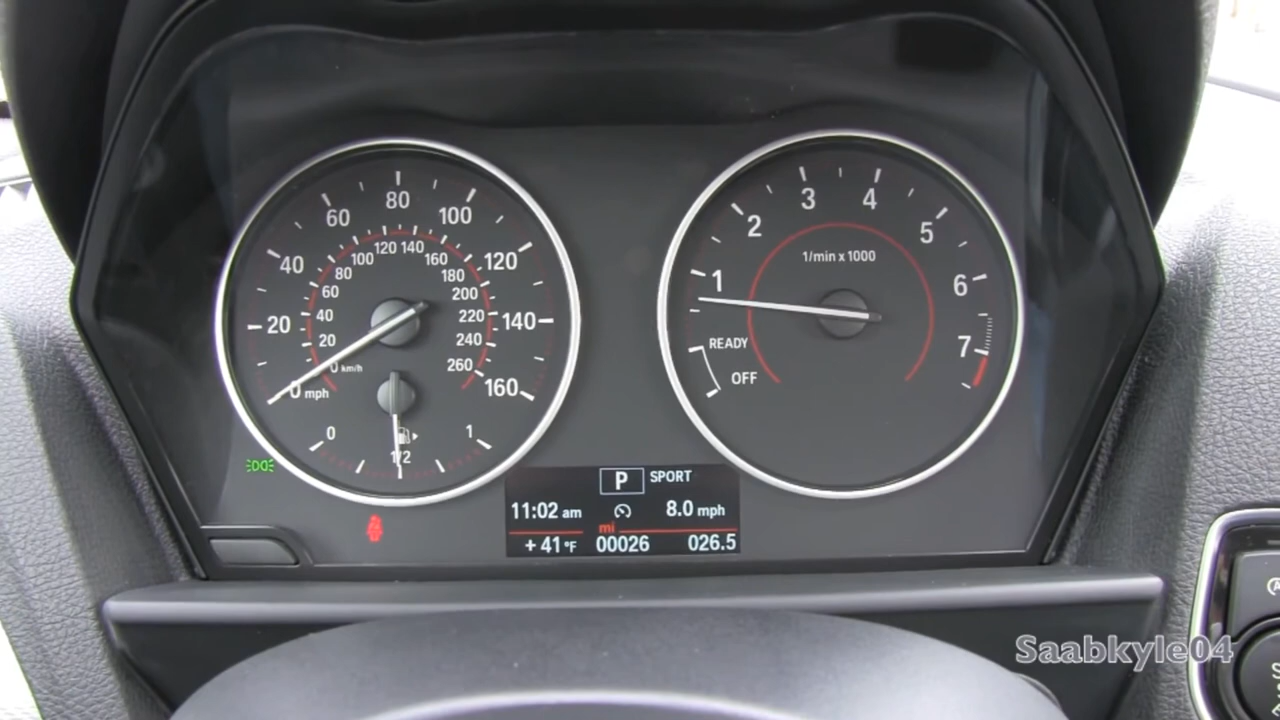 80
60 100
40 120
120 140
100 160
80 180
60 200
20 40 220 140
20 240
0 km/h 260
0 mph 160
0 1
1/2
3 4
2 5
1/min x 1000
1 6
READY 7
OFF
P SPORT
11:02 am 8.0 mph
mi
+ 41 °F 00026 026.5
Saabkyle04